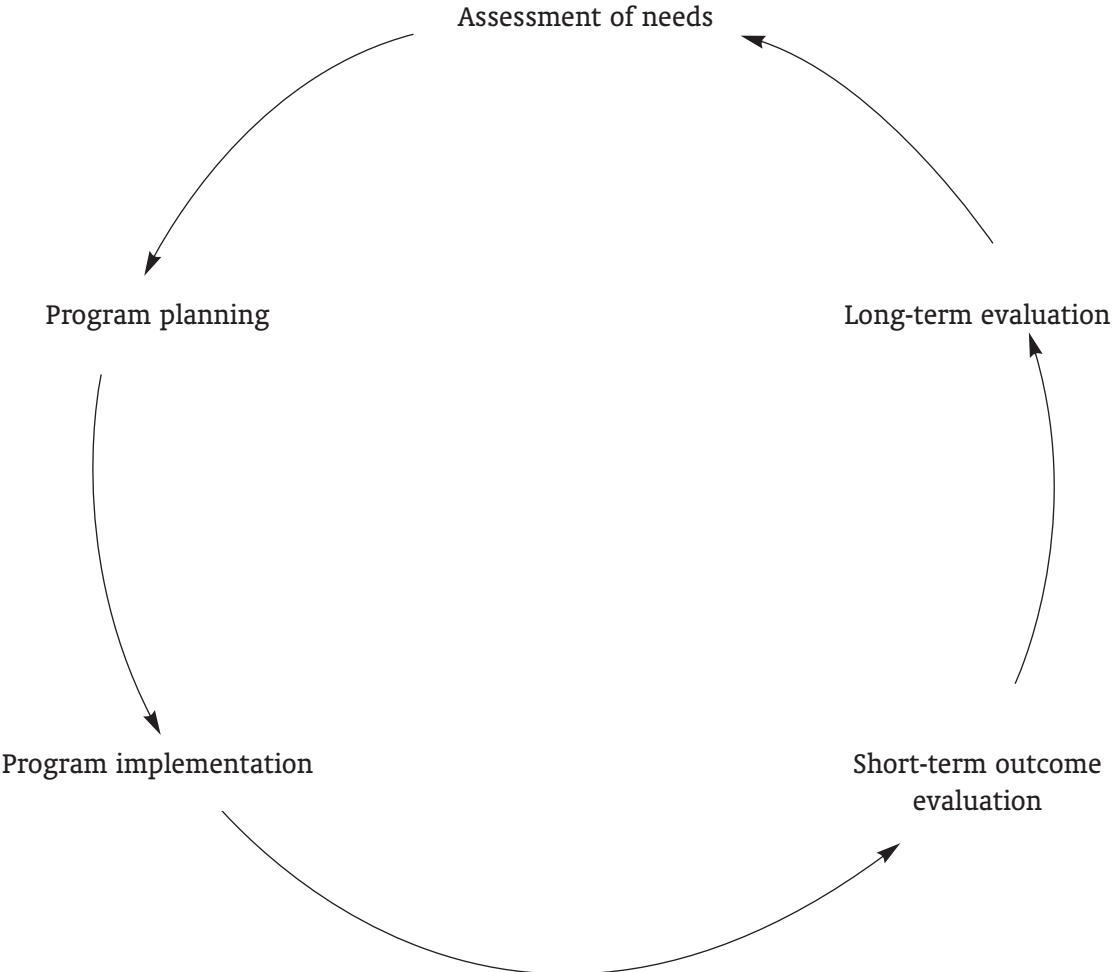 Assessment of needs
Program planning
Long-term evaluation
Program implementation
Short-term outcome
evaluation